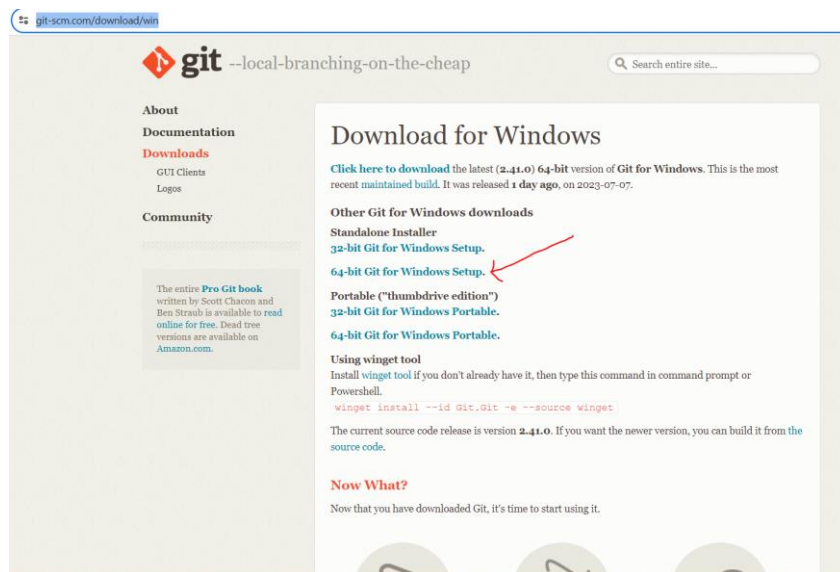 git-scm.com/download/win
git --local-branching-on-the-cheap
Search entire site...
About
Documentation
Downloads
GUI Clients
Logos
Community
The entire Pro Git book
written by Scott Chacon and
Ben Straub is available to read
online for free. Dead tree
versions are available on
Amazon.com.
Download for Windows
Click here to download the latest (2.41.0) 64-bit version of Git for Windows. This is the most
recent maintained build. It was released 1 day ago, on 2023-07-07.
Other Git for Windows downloads
Standalone Installer
32-bit Git for Windows Setup.
64-bit Git for Windows Setup.
Portable ("thumbdrive edition")
32-bit Git for Windows Portable.
64-bit Git for Windows Portable.
Using winget tool
Install winget tool if you don't already have it, then type this command in command prompt or
Powershell.
winget install --id Git.Git -e --source winget
The current source code release is version 2.41.0. If you want the newer version, you can build it from the
source code.
Now What?
Now that you have downloaded Git, it's time to start using it.